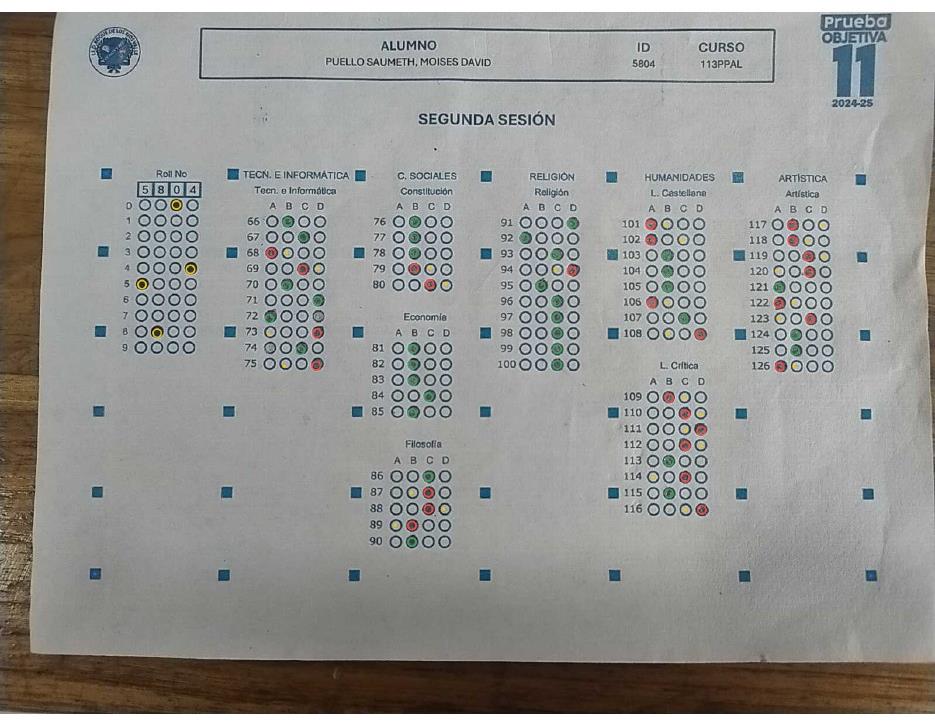 ALUMNO
PUELLO SAUMETH, MOISES DAVID
ID
5804
CURSO
113PPAL
Prueba
OBJETIVA
11
2024-25
SEGUNDA SESIÓN
Roll No
5 8 0 4
0
1
2
3
4
5
6
7
8
9
TECN. E INFORMÁTICA
Tecn. e Informática
A B C D
66
67
68
69
70
71
72
73
74
75
C. SOCIALES
Constitución
A B C D
76
77
78
79
80
Economía
A B C D
81
82
83
84
85
Filosofía
A B C D
86
87
88
89
90
RELIGIÓN
Religión
A B C D
91
92
93
94
95
96
97
98
99
100
HUMANIDADES
L. Castellana
A B C D
101
102
103
104
105
106
107
108
L. Crítica
A B C D
109
110
111
112
113
114
115
116
ARTÍSTICA
Artística
A B C D
117
118
119
120
121
122
123
124
125
126